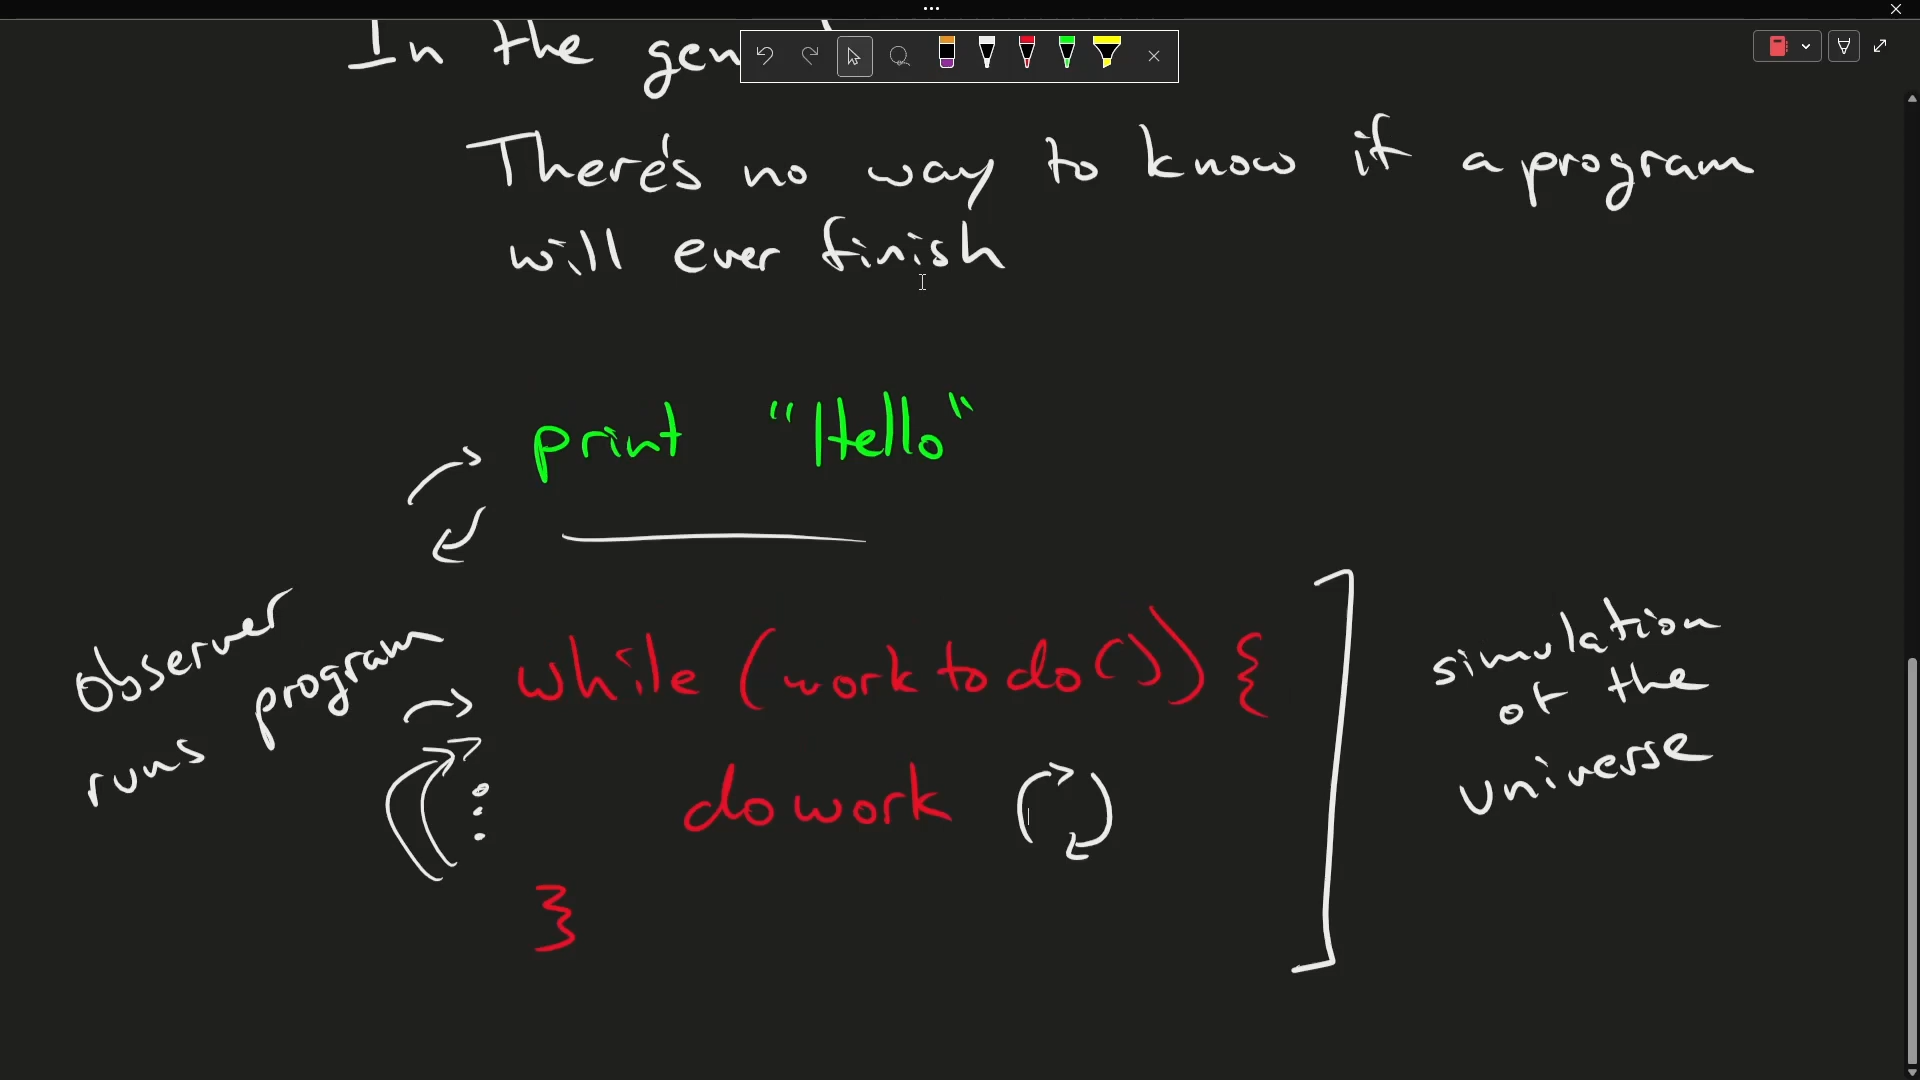 In the gen
There's no way to know if a program
will ever finish
print "Hello"
observer
runs program
while (work to do()) {
do work
}
simulation
of the
universe